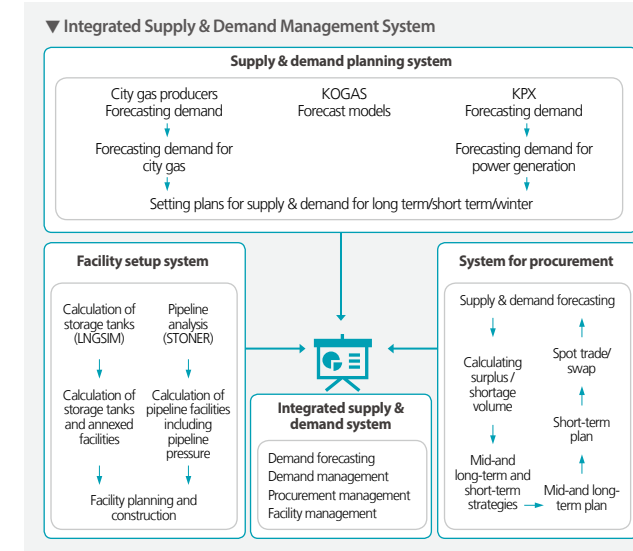 ▼ Integrated Supply & Demand Management System
Supply & demand planning system
City gas producers
Forecasting demand
KOGAS
Forecast models
KPX
Forecasting demand
Forecasting demand for
city gas
Forecasting demand for
power generation
Setting plans for supply & demand for long term/short term/winter
Facility setup system
Calculation of
storage tanks
(LNGSIM)
Pipeline
analysis
(STONER)
Calculation of
storage tanks
and annexed
facilities
Calculation of
pipeline facilities
including
pipeline
pressure
Facility planning and
construction
Integrated supply &
demand system
Demand forecasting
Demand management
Procurement management
Facility management
System for procurement
Supply & demand forecasting
Calculating
surplus /
shortage
volume
Mid-and
long-term and
short-term
strategies
Mid-and long-
term plan
Short-term
plan
Spot trade/
swap